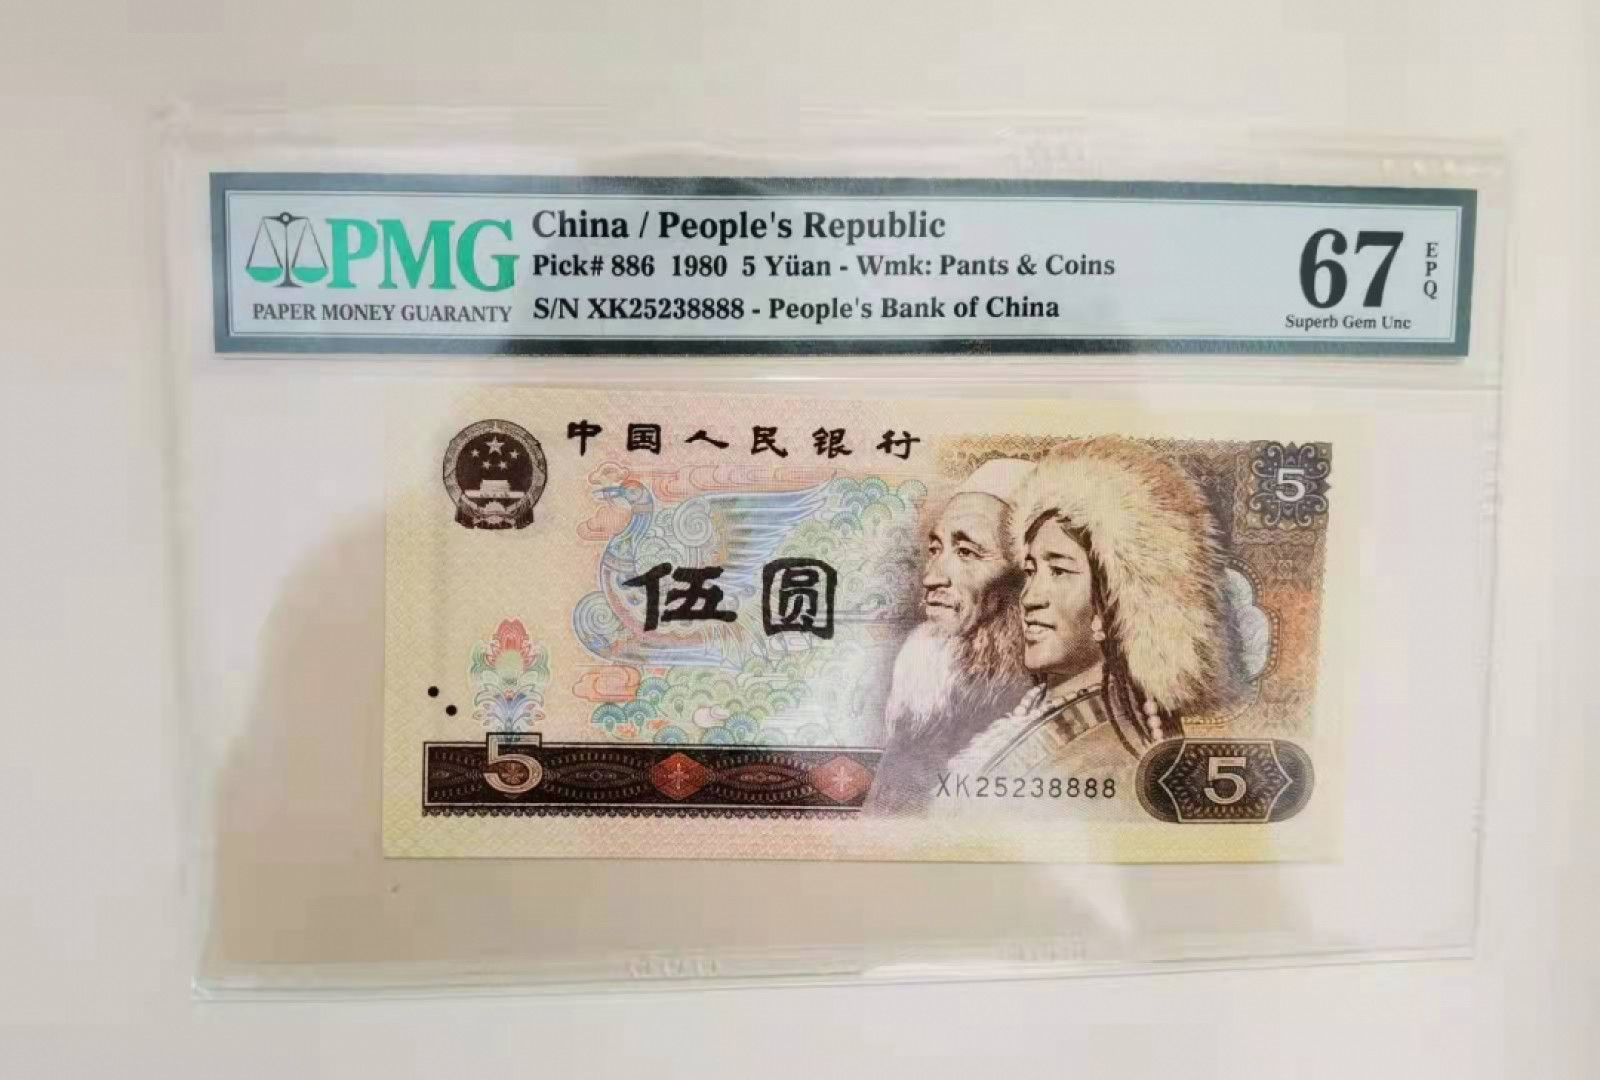 PMG
PAPER MONEY GUARANTY
China / People's Republic
Pick# 886 1980 5 Yüan - Wmk: Pants & Coins
S/N XK25238888 - People's Bank of China
67
EPQ
Superb Gem Unc
中国人民银行
5
伍圆
5
XK25238888
5